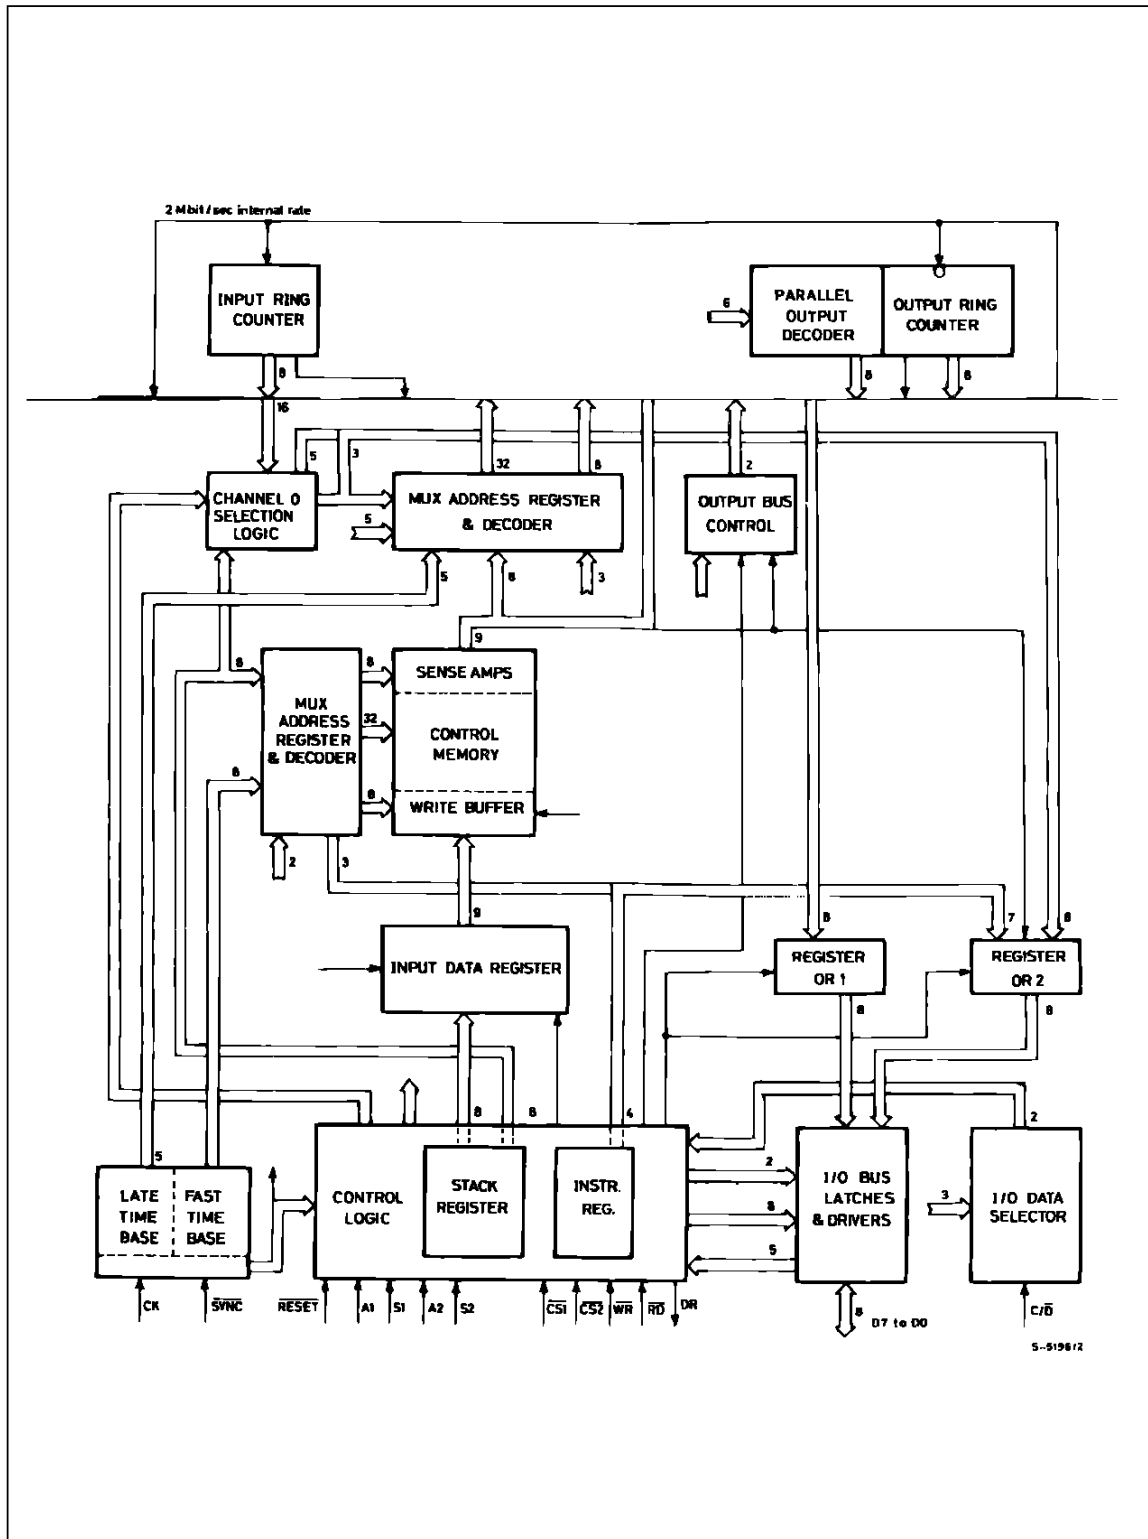 2 Mbit/sec internal rate
INPUT RING
COUNTER
PARALLEL
OUTPUT
DECODER
OUTPUT RING
COUNTER
6
8
8
8
16
5
3
32
8
2
CHANNEL 0
SELECTION
LOGIC
MUX ADDRESS REGISTER
& DECODER
5
OUTPUT BUS
CONTROL
5
8
3
9
8
8
MUX
ADDRESS
REGISTER
& DECODER
SENSE AMPS
32
CONTROL
MEMORY
8
8
WRITE BUFFER
2
3
9
8
7
8
INPUT DATA REGISTER
REGISTER
OR 1
REGISTER
OR 2
8
8
8
8
4
2
5
2
LATE
TIME
BASE
FAST
TIME
BASE
CONTROL
LOGIC
STACK
REGISTER
INSTR.
REG.
I/O BUS
LATCHES
& DRIVERS
3
I/O DATA
SELECTOR
8
5
CK
SYNC
RESET
A1
S1
A2
S2
CS1
CS2
WR
RD
DR
8
D7 to D0
C/D
S-5196/2